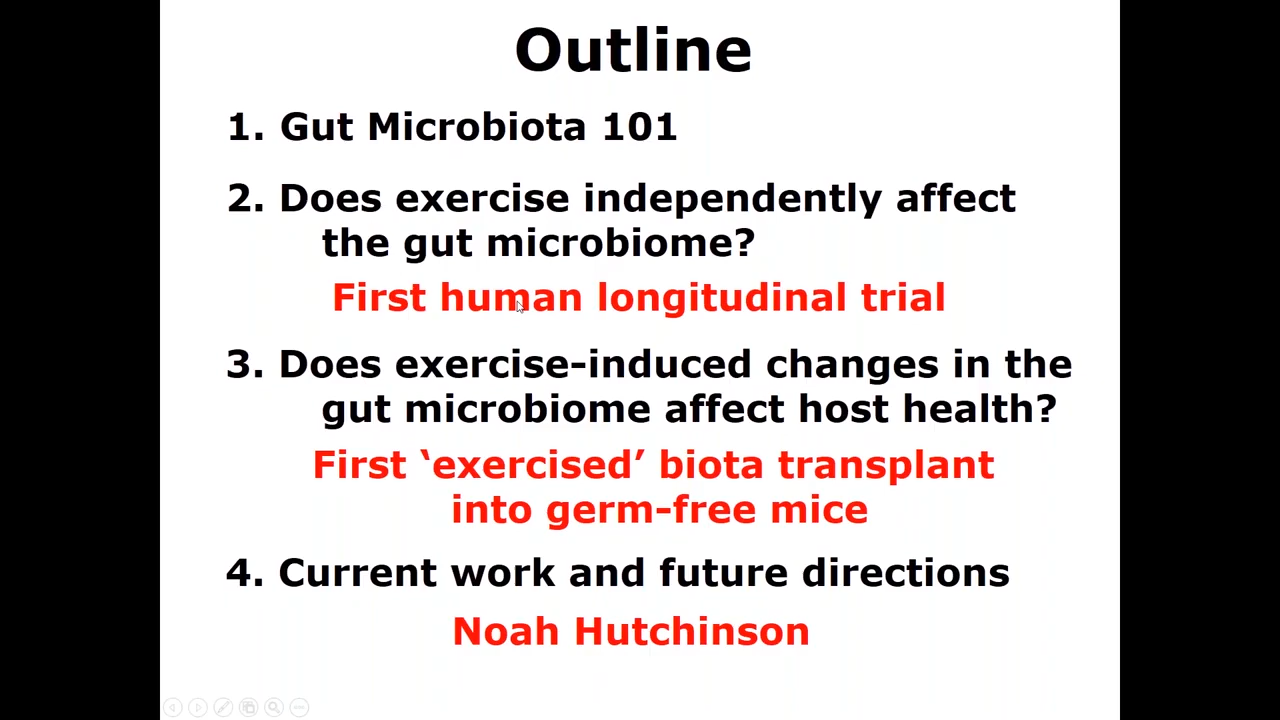 Outline
1. Gut Microbiota 101
2. Does exercise independently affect
the gut microbiome?
First human longitudinal trial
3. Does exercise-induced changes in the
gut microbiome affect host health?
First ‘exercised’ biota transplant
into germ-free mice
4. Current work and future directions
Noah Hutchinson